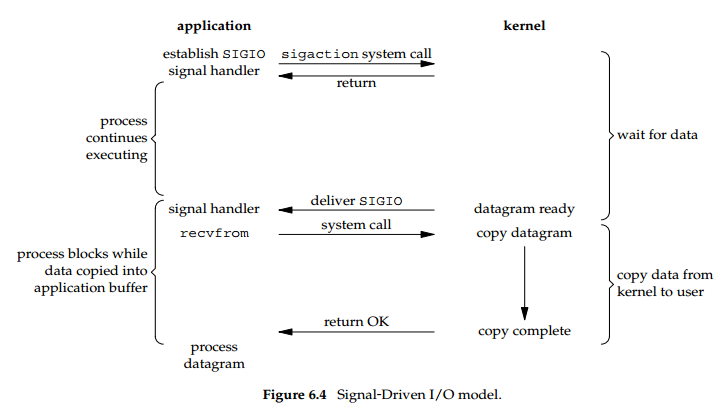 application kernel
establish SIGIO sigaction system call
signal handler
return
process
continues
executing
wait for data
deliver SIGIO
signal handler datagram ready
system call
recvfrom copy datagram
process blocks while
data copied into
application buffer
copy data from
kernel to user
return OK
copy complete
process
datagram
Figure 6.4 Signal-Driven I/O model.